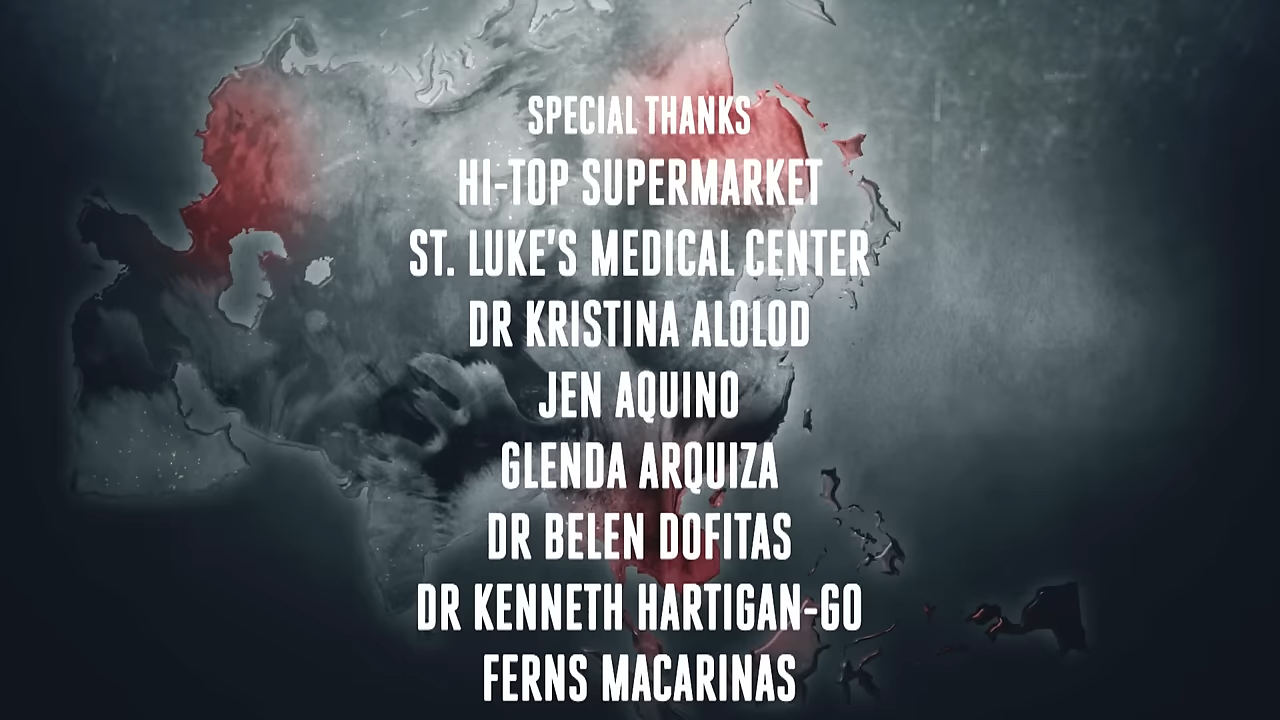 SPECIAL THANKS
HI-TOP SUPERMARKET
ST. LUKE'S MEDICAL CENTER
DR KRISTINA ALOLOD
JEN AQUINO
GLENDA ARQUIZA
DR BELEN DOFITAS
DR KENNETH HARTIGAN-GO
FERNS MACARINAS